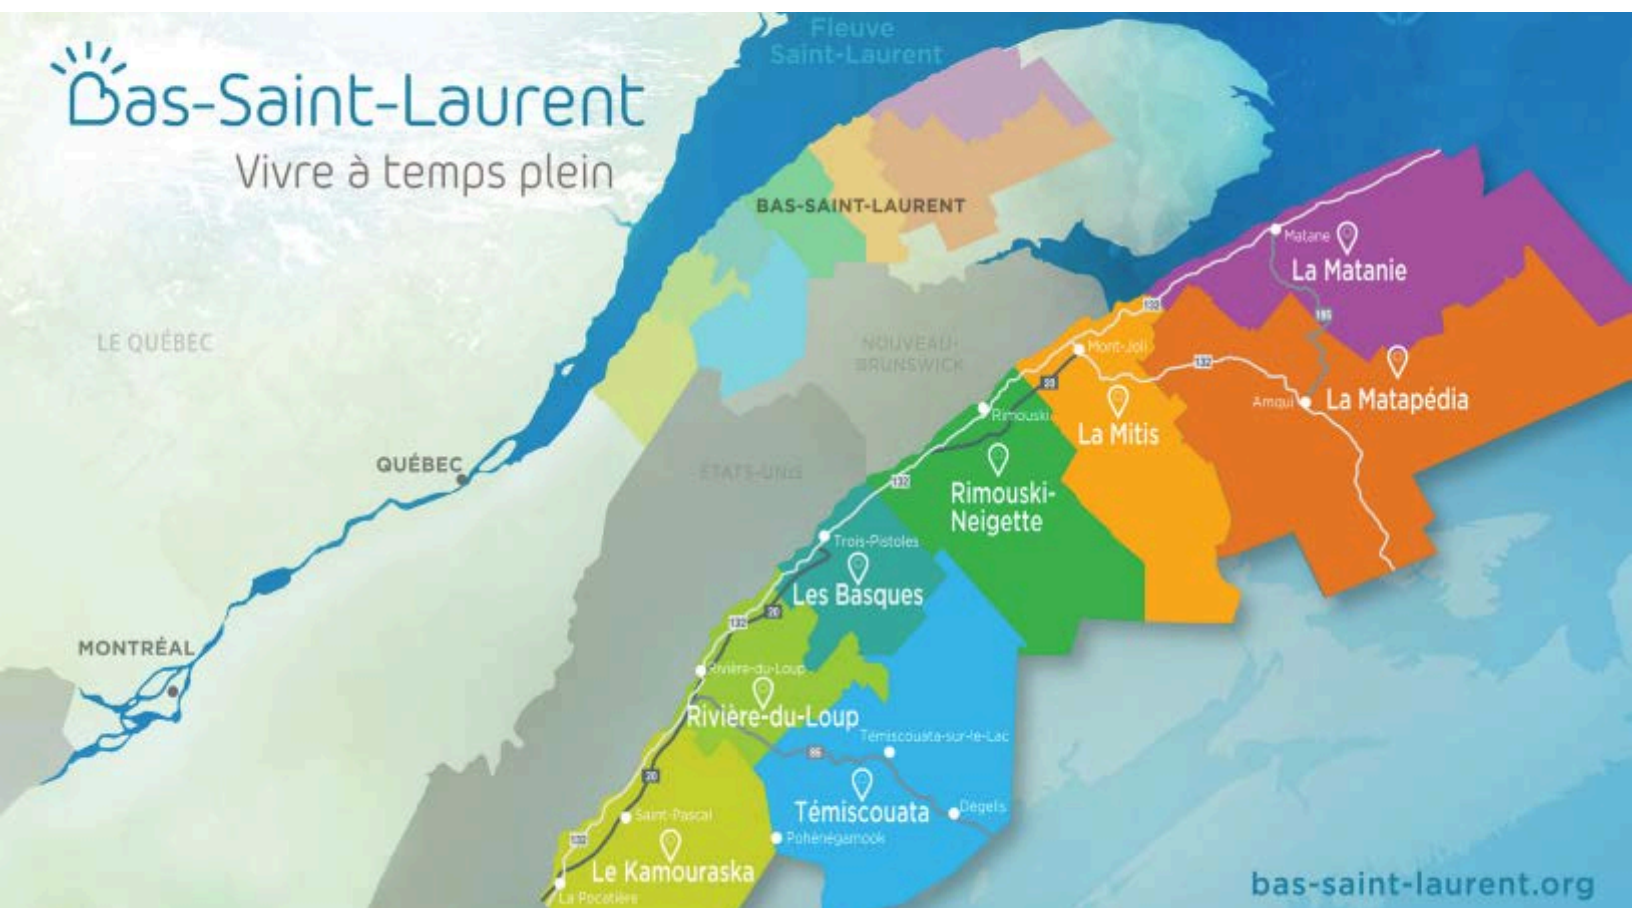 Fleuve
Saint-Laurent
Bas-Saint-Laurent
Vivre à temps plein
BAS-SAINT-LAURENT
Matane
La Matanie
132
195
LE QUÉBEC
NOUVEAU-
BRUNSWICK
Mont-Joli
132
20
La Matapédia
Amqui
Rimouski
La Mitis
QUÉBEC
ÉTATS-UNIS
132
Rimouski-
Neigette
Trois-Pistoles
Les Basques
20
132
MONTRÉAL
Rivière-du-Loup
Rivière-du-Loup
Témiscouata-sur-le-Lac
85
20
Témiscouata
Dégelis
Saint-Pascal
Pohénégamook
132
Le Kamouraska
La Pocatière
bas-saint-laurent.org